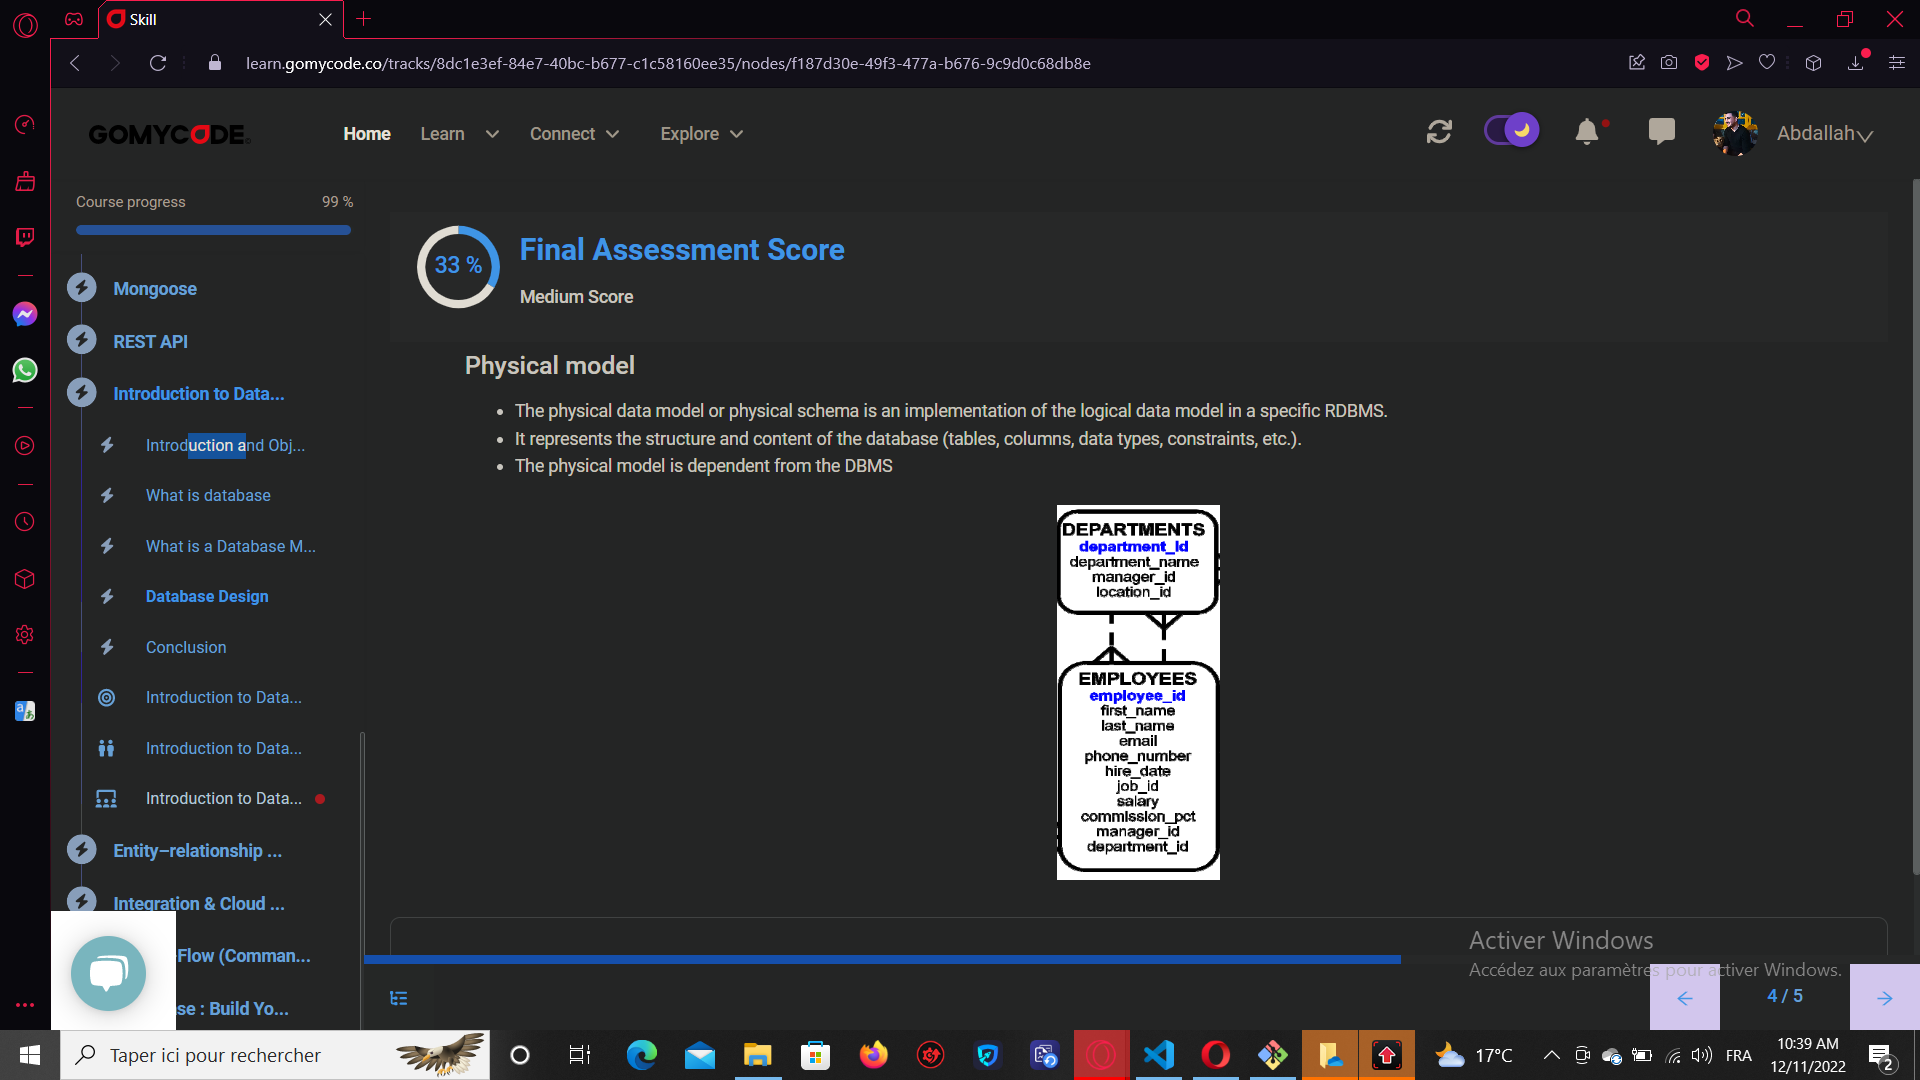 Skill
learn.gomycode.co/tracks/8dc1e3ef-84e7-40bc-b677-c1c58160ee35/nodes/f187d30e-49f3-477a-b676-9c9d0c68db8e
GOMYCODE
Home
Learn
Connect
Explore
Abdallah
Course progress
99 %
Mongoose
REST API
Introduction to Data...
Introduction and Obj...
What is database
What is a Database M...
Database Design
Conclusion
Introduction to Data...
Introduction to Data...
Introduction to Data...
Entity–relationship ...
Integration & Cloud ...
Flow (Comman...
se : Build Yo...
33 %
Final Assessment Score
Medium Score
Physical model
• The physical data model or physical schema is an implementation of the logical data model in a specific RDBMS.
• It represents the structure and content of the database (tables, columns, data types, constraints, etc.).
• The physical model is dependent from the DBMS
DEPARTMENTS
department_id
department_name
manager_id
location_id
EMPLOYEES
employee_id
first_name
last_name
email
phone_number
hire_date
job_id
salary
commission_pct
manager_id
department_id
Activer Windows
Accédez aux paramètres pour activer Windows.
4 / 5
Taper ici pour rechercher
17°C
FRA
10:39 AM
12/11/2022
2